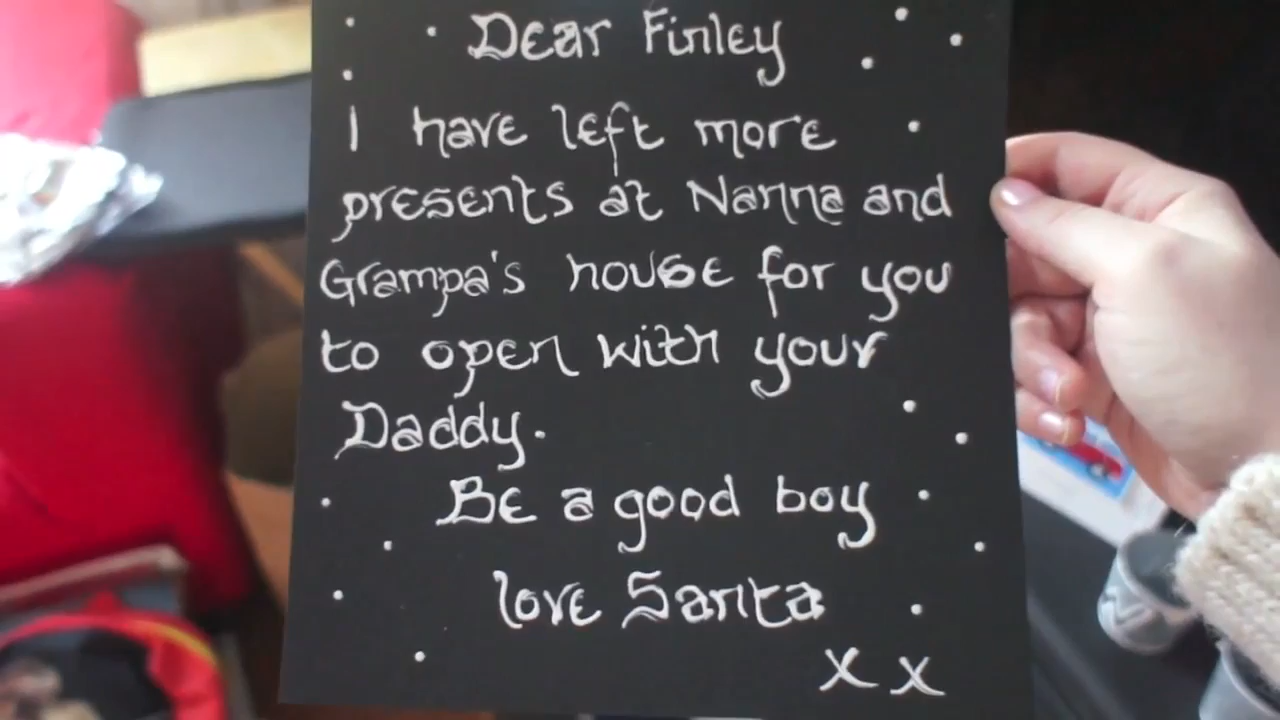 Dear Finley
I have left more
presents at Nanna and
Grampa's house for you
to open with your
Daddy.
Be a good boy
love Santa
x x